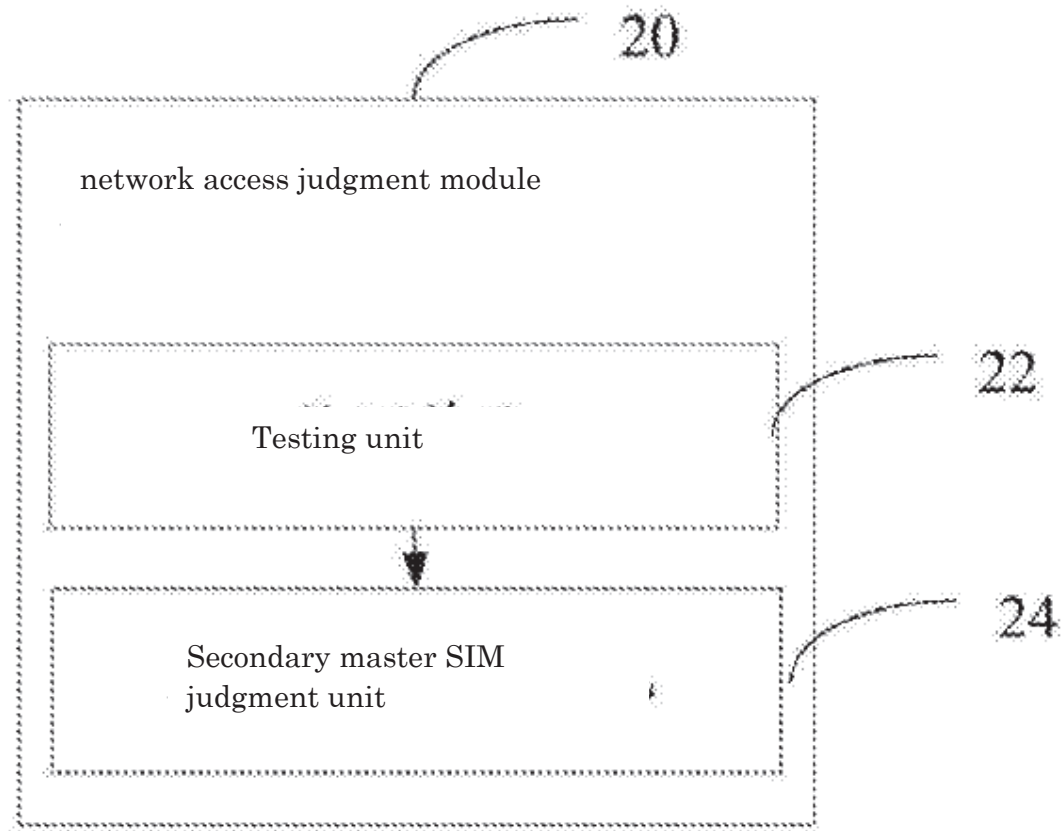 20
network access judgment module
22
Testing unit
24
Secondary master SIM
judgment unit